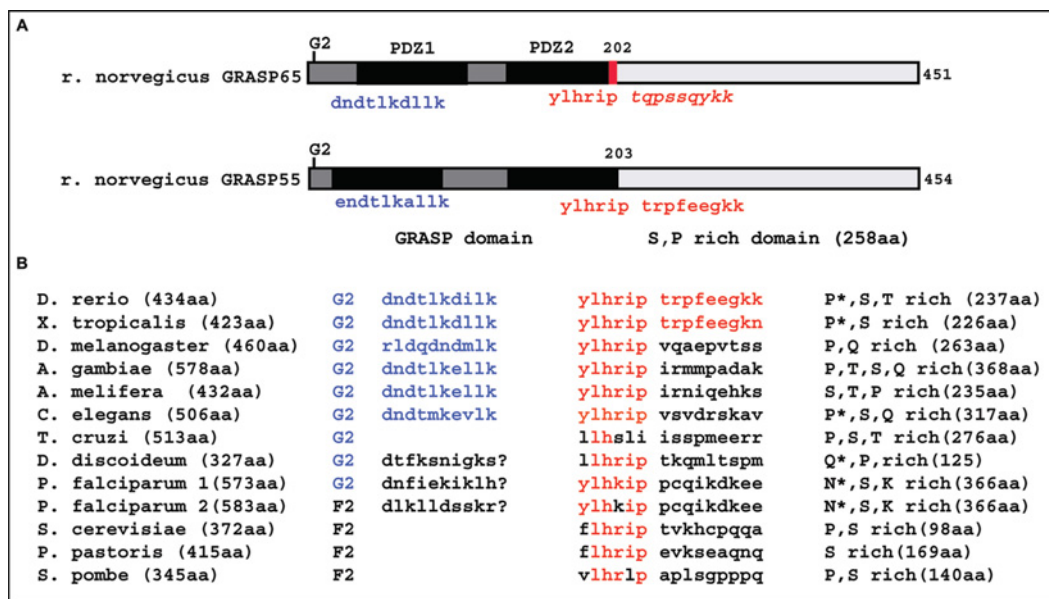 A
G2 PDZ1 PDZ2 202
r. norvegicus GRASP65 451
dndtlkdllk ylhrip tqpssqykk
G2 203
r. norvegicus GRASP55 454
endtlkallk ylhrip trpfeegkk
GRASP domain S,P rich domain (258aa)
B
D. rerio (434aa) G2 dndtlkdilk ylhrip trpfeegkk P*,S,T rich (237aa)
X. tropicalis (423aa) G2 dndtlkdllk ylhrip trpfeegkn P*,S rich (226aa)
D. melanogaster (460aa) G2 rldqdndmlk ylhrip vqaepvtss P,Q rich (263aa)
A. gambiae (578aa) G2 dndtlkellk ylhrip irmmpadak P,T,S,Q rich(368aa)
A. melifera (432aa) G2 dndtlkellk ylhrip irniqehks S,T,P rich(235aa)
C. elegans (506aa) G2 dndtmkevlk ylhrip vsvdrskav P*,S,Q rich(317aa)
T. cruzi (513aa) G2 llhsli isspmeerr P,S,T rich(276aa)
D. discoideum (327aa) G2 dtfksnigks? llhrip tkqmltspm Q*,P,rich(125)
P. falciparum 1(573aa) G2 dnfiekiklh? ylhkip pcqikdkee N*,S,K rich(366aa)
P. falciparum 2(583aa) F2 dlklldsskr? ylhkip pcqikdkee N*,S,K rich(366aa)
S. cerevisiae (372aa) F2 flhrip tvkhcpqqa P,S rich(98aa)
P. pastoris (415aa) F2 flhrip evkseaqnq S rich(169aa)
S. pombe (345aa) F2 vlhrlp aplsgpppq P,S rich(140aa)